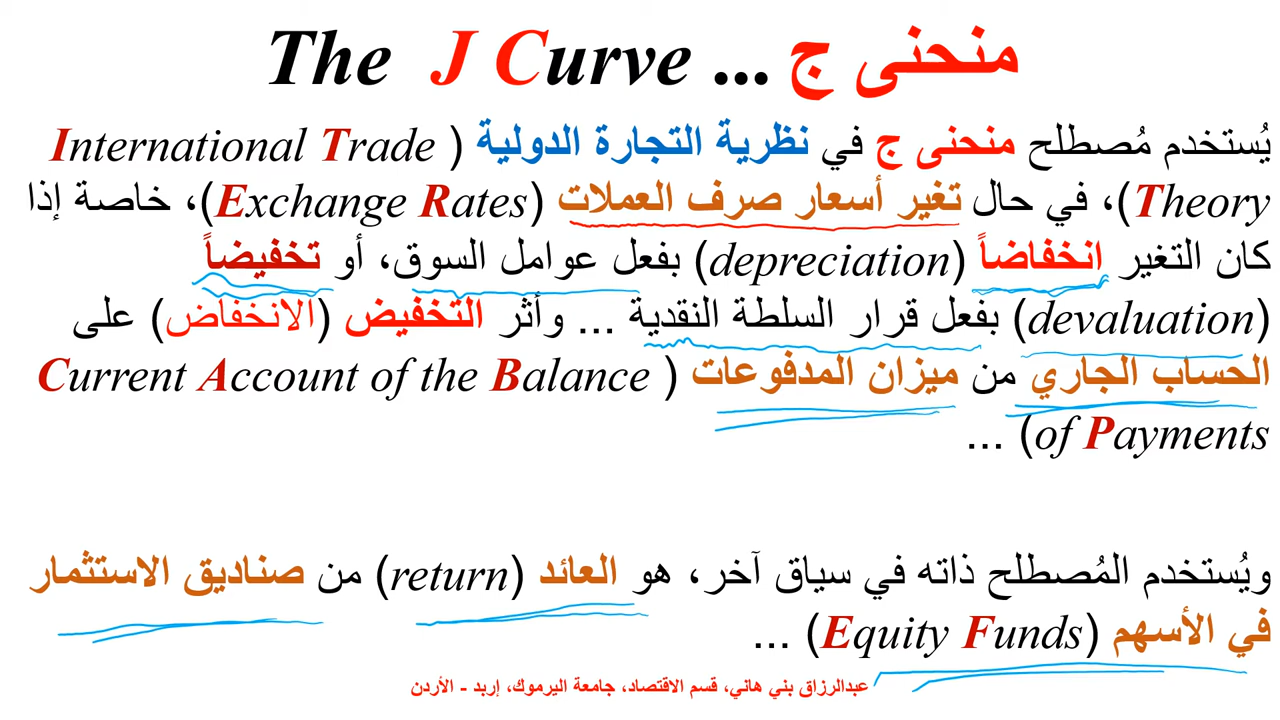 The J Curve ... منحنى ج
يُستخدم مُصطلح منحنى ج في نظرية التجارة الدولية (International Trade
Theory)، في حال تغير أسعار صرف العملات (Exchange Rates)، خاصة إذا
كان التغير انخفاضاً (depreciation) بفعل عوامل السوق، أو تخفيضاً
(devaluation) بفعل قرار السلطة النقدية ... وأثر التخفيض (الانخفاض) على
الحساب الجاري من ميزان المدفوعات (Current Account of the Balance
of Payments) ...
ويُستخدم المُصطلح ذاته في سياق آخر، هو العائد (return) من صناديق الاستثمار
في الأسهم (Equity Funds) ...
عبدالرزاق بني هاني، قسم الاقتصاد، جامعة اليرموك، إربد - الأردن